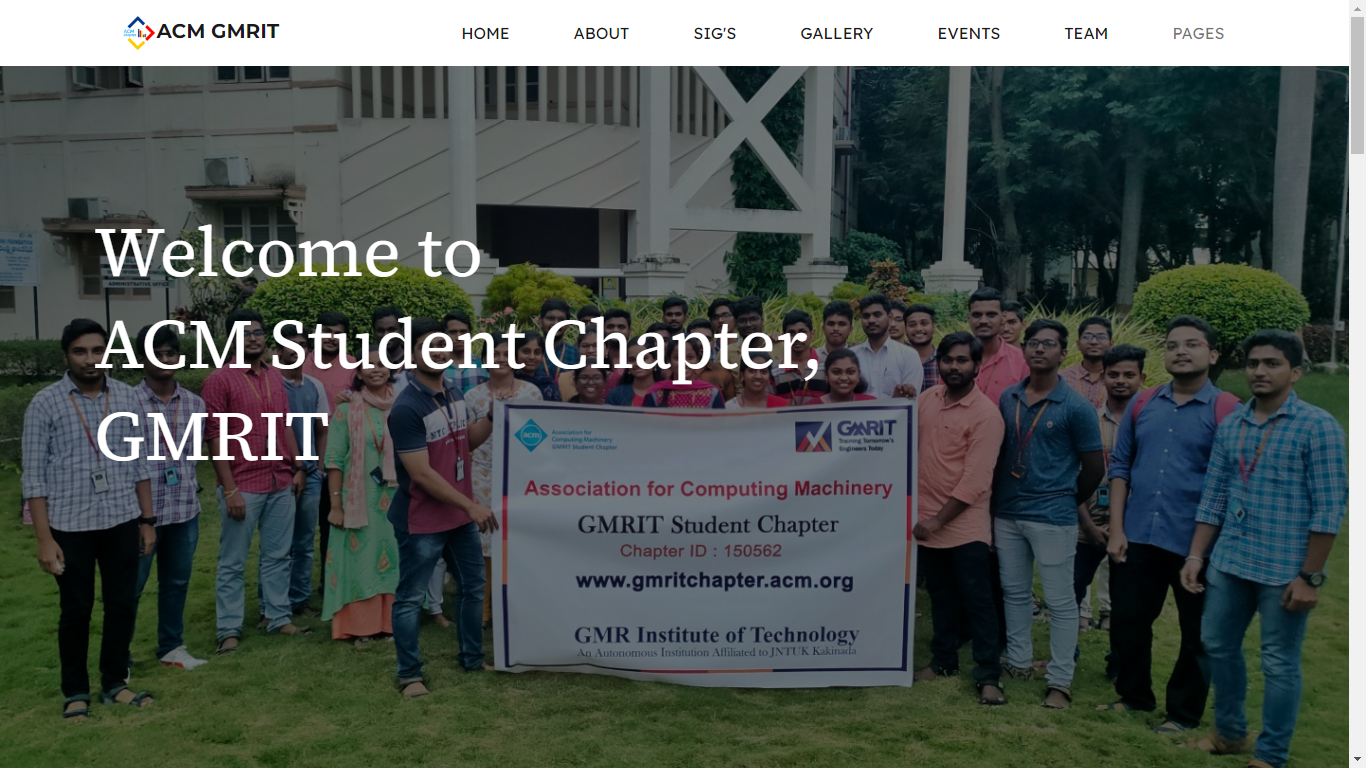 ACM GMRIT
HOME
ABOUT
SIG'S
GALLERY
EVENTS
TEAM
PAGES
Welcome to
ACM Student Chapter,
GMRIT
ADMINISTRATIVE OFFICE
acm
Association for
Computing Machinery
GMRIT Student Chapter
GMRIT
Training Tomorrow's
Engineers Today
Association for Computing Machinery
GMRIT Student Chapter
Chapter ID : 150562
www.gmritchapter.acm.org
GMR Institute of Technology
An Autonomous Institution Affiliated to JNTUK Kakinada